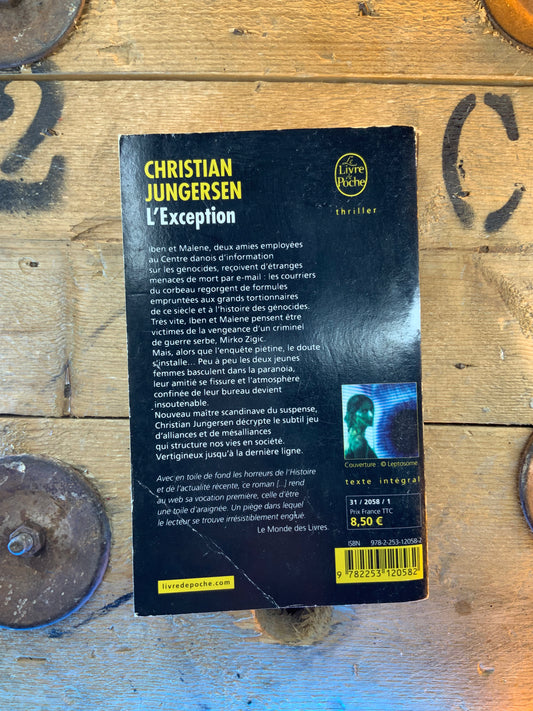 2
C
CHRISTIAN
JUNGERSEN
L'Exception
Le
Livre
de
Poche
thriller
Iben et Malene, deux amies employées
au Centre danois d'information
sur les génocides, reçoivent d'étranges
menaces de mort par e-mail : les courriers
du corbeau regorgent de formules
empruntées aux grands tortionnaires
de ce siècle et à l'histoire des génocides.
Très vite, Iben et Malene pensent être
victimes de la vengeance d'un criminel
de guerre serbe, Mirko Zigic.
Mais, alors que l'enquête piétine, le doute
s'installe... Peu à peu les deux jeunes
femmes basculent dans la paranoïa,
leur amitié se fissure et l'atmosphère
confinée de leur bureau devient
insoutenable.
Nouveau maître scandinave du suspense,
Christian Jungersen décrypte le subtil jeu
d'alliances et de mésalliances
qui structure nos vies en société.
Vertigineux jusqu'à la dernière ligne.
Avec en toile de fond les horreurs de l'Histoire
et de l'actualité récente, ce roman [...] rend
au web sa vocation première, celle d'être
une toile d'araignée. Un piège dans lequel
le lecteur se trouve irrésistiblement englué.
Le Monde des Livres.
livredepoche.com
Couverture : © Leptosome.
texte intégral
31 / 2058 / 1
Prix France TTC
8,50 €
ISBN 978-2-253-12058-2
9 782253 120582